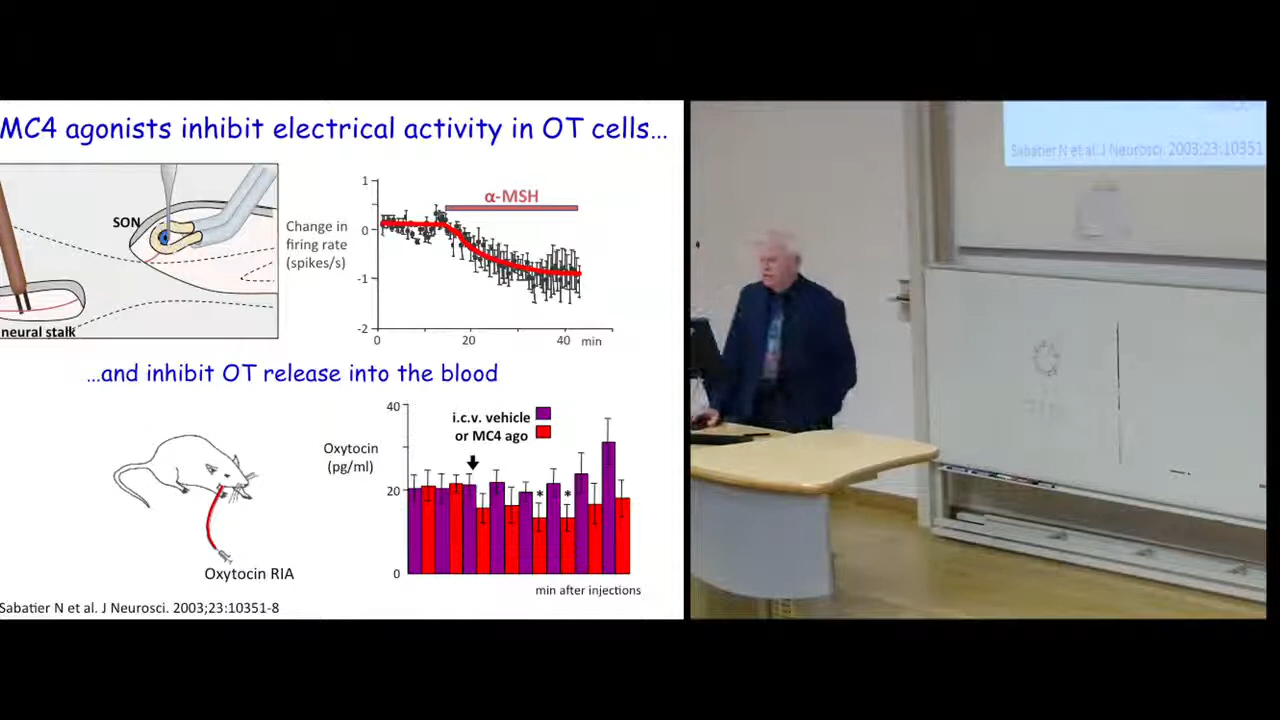 MC4 agonists inhibit electrical activity in OT cells…
SON
neural stalk
Change in
firing rate
(spikes/s)
α-MSH
1
0
-1
-2
0
20
40
min
…and inhibit OT release into the blood
Oxytocin RIA
Oxytocin
(pg/ml)
40
20
0
i.c.v. vehicle
or MC4 ago
*
*
min after injections
Sabatier N et al. J Neurosci. 2003;23:10351-8
Sabatier N et al. J Neurosci. 2003;23:10351